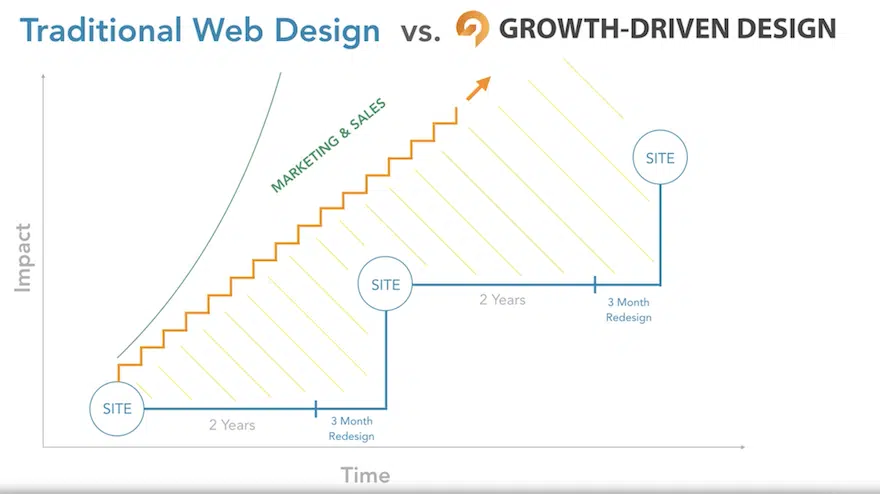 Traditional Web Design vs. GROWTH-DRIVEN DESIGN
MARKETING & SALES
SITE
Impact
SITE
2 Years
3 Month
Redesign
SITE
2 Years
3 Month
Redesign
Time